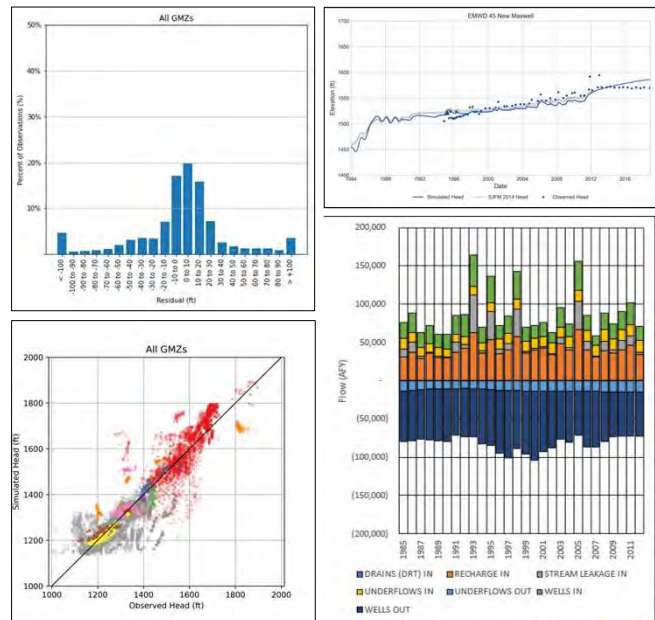 All GMZs
50%
40%
30%
20%
10%
Percent of Observations (%)
< -100
-100 to -90
-90 to -80
-80 to -70
-70 to -60
-60 to -50
-50 to -40
-40 to -30
-30 to -20
-20 to -10
-10 to 0
0 to 10
10 to 20
20 to 30
30 to 40
40 to 50
50 to 60
60 to 70
70 to 80
80 to 90
> +100
Residual (ft)
EMWD 45 New Maxwell
1700
1650
1600
1550
1500
1450
1400
Elevation (ft)
1984
1988
1992
1996
2000
2004
2008
2012
2016
Date
Simulated Head
SJFM 2014 Head
Observed Head
All GMZs
2000
1800
1600
1400
1200
1000
Simulated Head (ft)
1000
1200
1400
1600
1800
2000
Observed Head (ft)
200,000
150,000
100,000
50,000
-
(50,000)
(100,000)
(150,000)
(200,000)
Flow (AFY)
1985
1987
1989
1991
1993
1995
1997
1999
2001
2003
2005
2007
2009
2011
DRAINS (DRT) IN
RECHARGE IN
STREAM LEAKAGE IN
UNDERFLOWS IN
UNDERFLOWS OUT
WELLS IN
WELLS OUT